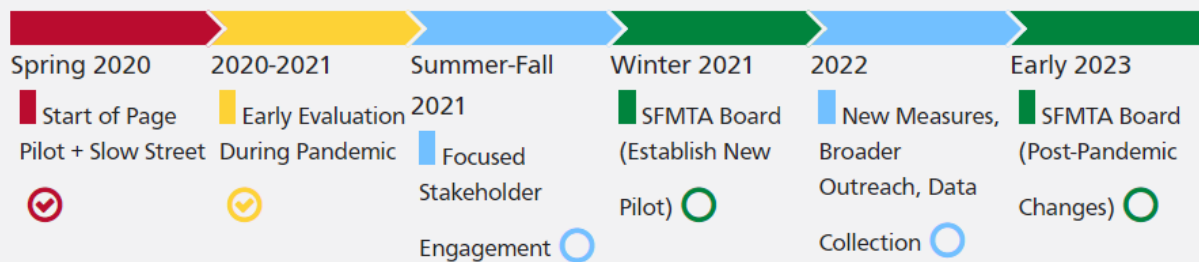 Spring 2020
Start of Page
Pilot + Slow Street
2020-2021
Early Evaluation
During Pandemic
Summer-Fall
2021
Focused
Stakeholder
Engagement
Winter 2021
SFMTA Board
(Establish New
Pilot)
2022
New Measures,
Broader
Outreach, Data
Collection
Early 2023
SFMTA Board
(Post-Pandemic
Changes)